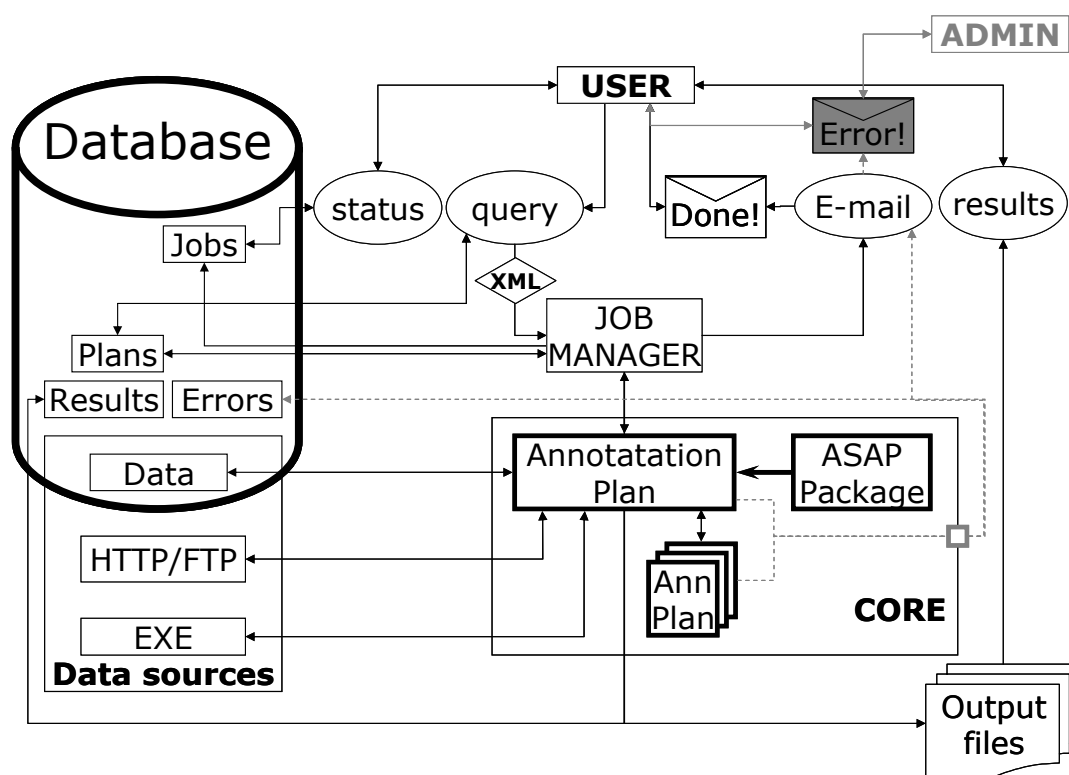 ADMIN
USER
Error!
Database
status
query
Done!
E-mail
results
Jobs
XML
JOB
MANAGER
Plans
Results
Errors
Data
Annotatation
Plan
ASAP
Package
HTTP/FTP
Ann
Plan
CORE
EXE
Data sources
Output
files